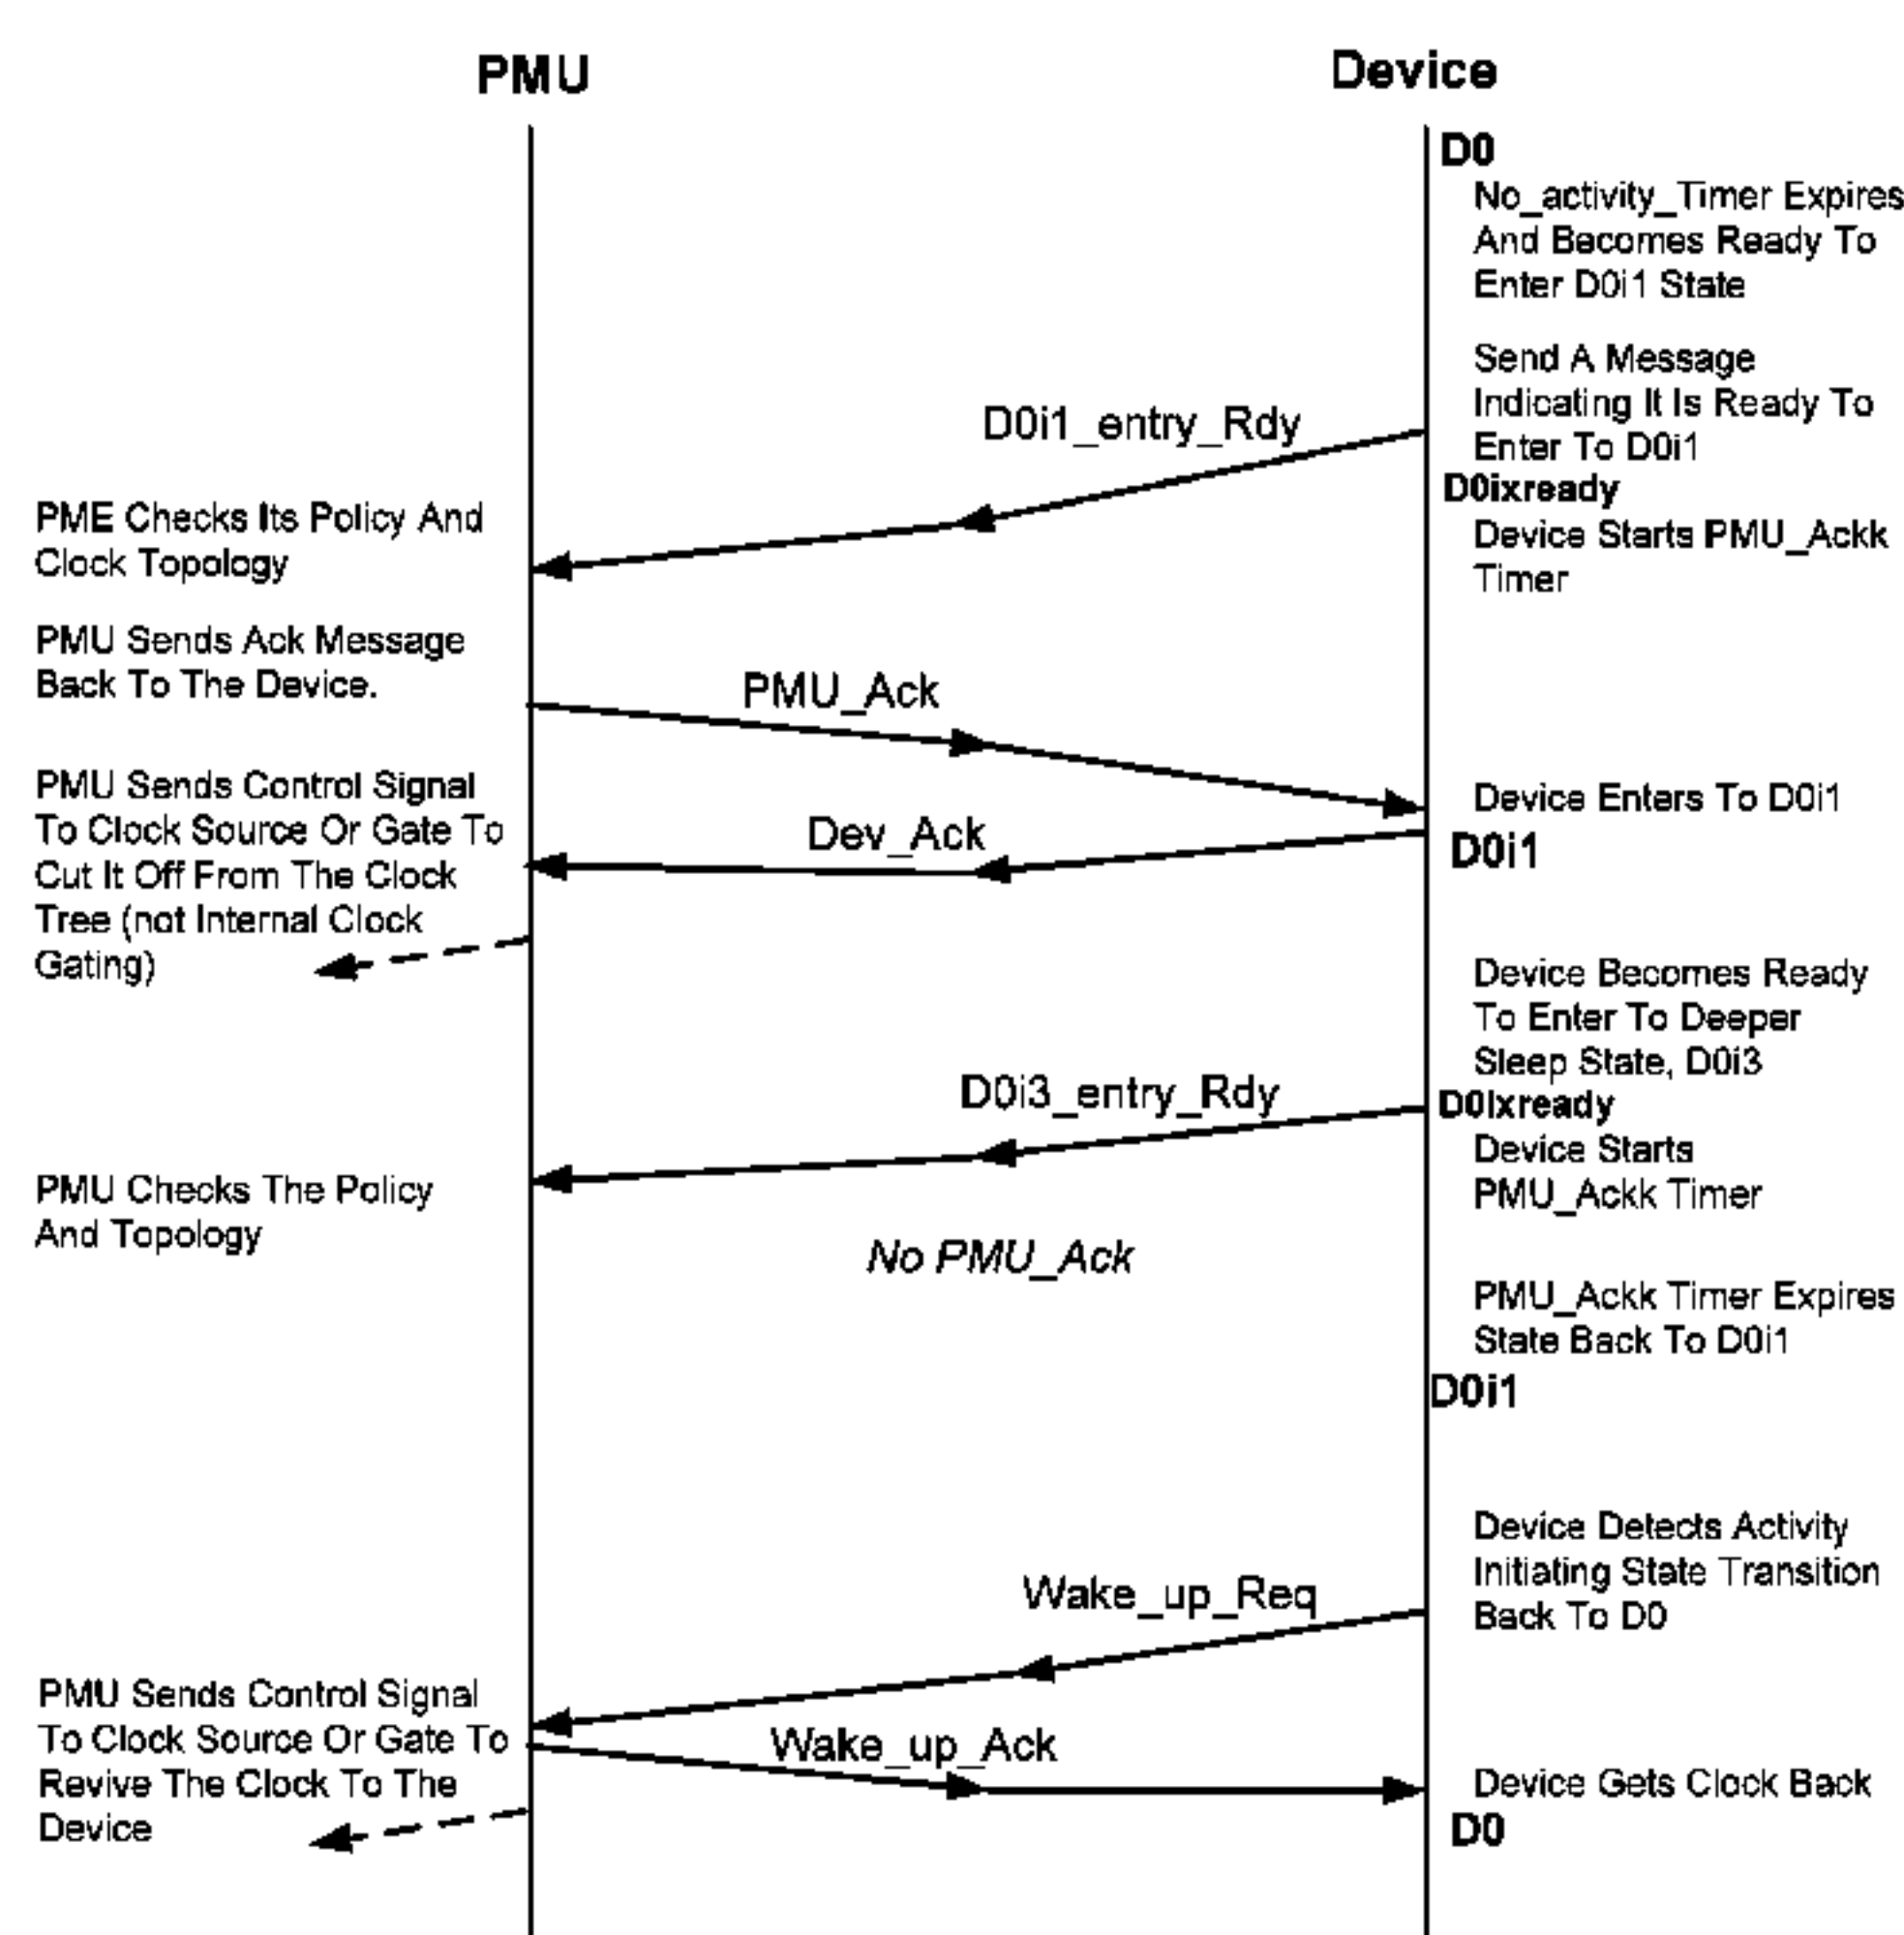 PMU
Device
D0
No_activity_Timer Expires
And Becomes Ready To
Enter D0i1 State
Send A Message
Indicating It Is Ready To
Enter To D0i1
D0i1_entry_Rdy
D0ixready
Device Starts PMU_Ackk
Timer
PME Checks Its Policy And
Clock Topology
PMU Sends Ack Message
Back To The Device.
PMU_Ack
PMU Sends Control Signal
To Clock Source Or Gate To
Cut It Off From The Clock
Tree (not Internal Clock
Gating)
Device Enters To D0i1
Dev_Ack
D0i1
Device Becomes Ready
To Enter To Deeper
Sleep State, D0i3
D0i3_entry_Rdy
D0Ixready
Device Starts
PMU_Ackk Timer
PMU Checks The Policy
And Topology
No PMU_Ack
PMU_Ackk Timer Expires
State Back To D0i1
D0i1
Device Detects Activity
Initiating State Transition
Back To D0
Wake_up_Req
PMU Sends Control Signal
To Clock Source Or Gate To
Revive The Clock To The
Device
Wake_up_Ack
Device Gets Clock Back
D0